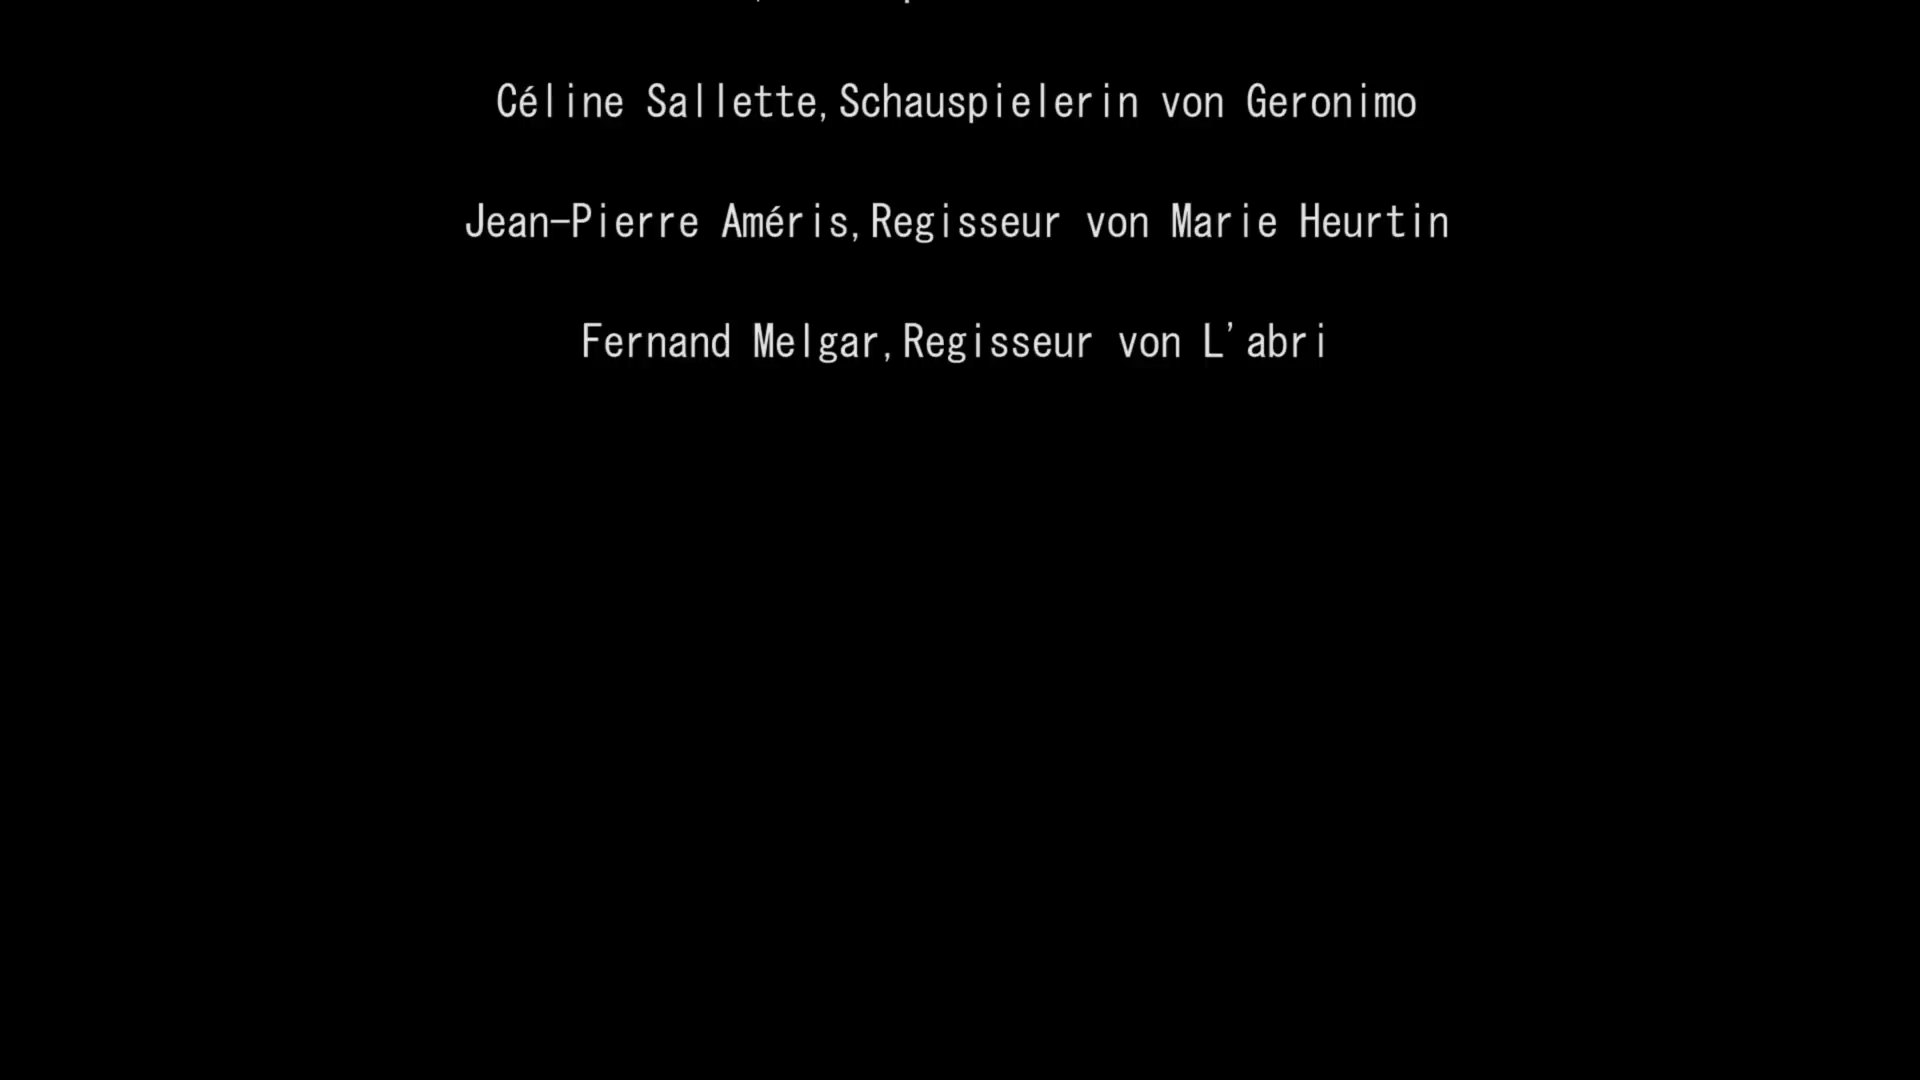 Céline Sallette,Schauspielerin von Geronimo
Jean-Pierre Améris,Regisseur von Marie Heurtin
Fernand Melgar,Regisseur von L'abri